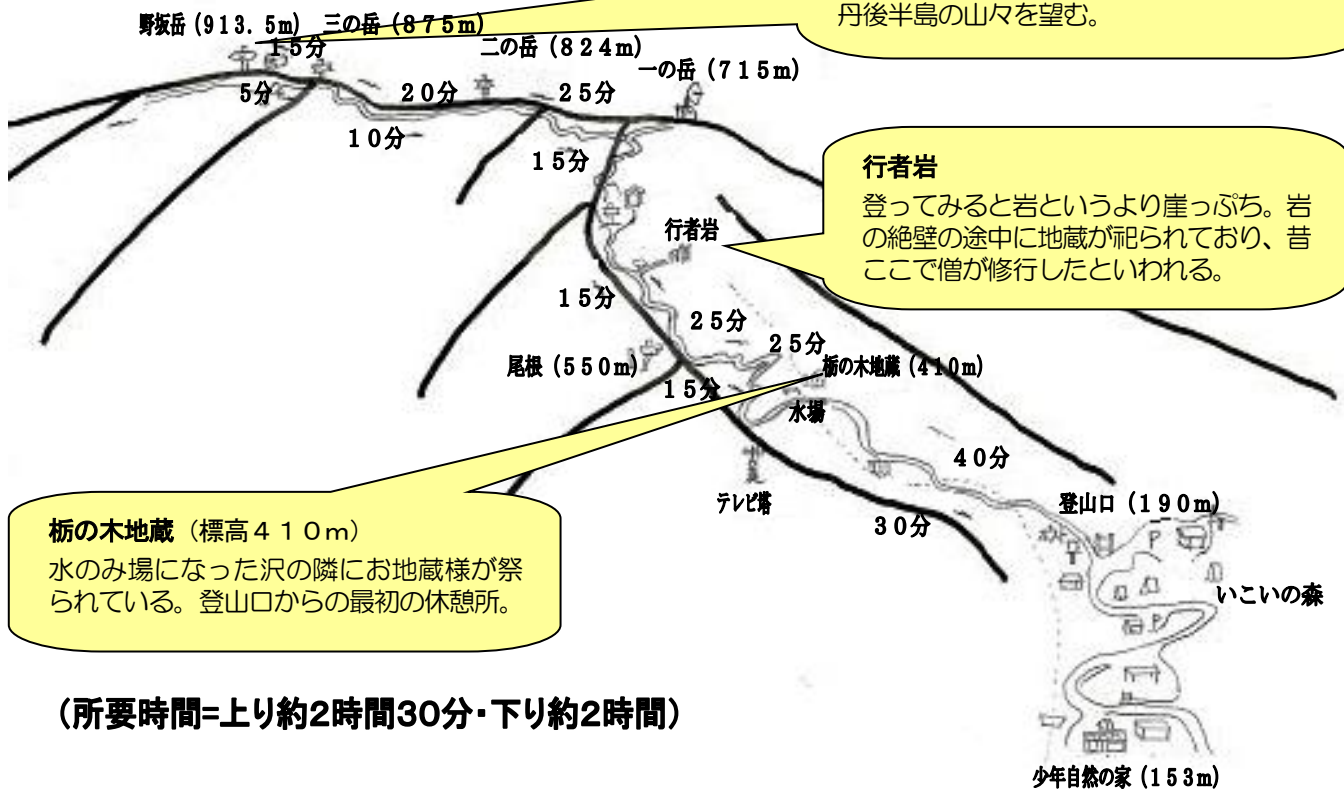 丹後半島の山々を望む。
野坂岳（913.5m）
三の岳（875m）
15分
二の岳（824m）
一の岳（715m）
5分
20分
25分
10分
15分
行者岩
登ってみると岩というより崖っぷち。岩
の絶壁の途中に地蔵が祀られており、昔
ここで僧が修行したといわれる。
行者岩
15分
25分
25分
尾根（550m）
栃の木地蔵（410m）
15分
水場
40分
テレビ塔
登山口（190m）
30分
P
いこいの森
P
栃の木地蔵（標高410m）
水のみ場になった沢の隣にお地蔵様が祭
られている。登山口からの最初の休憩所。
（所要時間=上り約2時間30分・下り約2時間）
少年自然の家（153m）